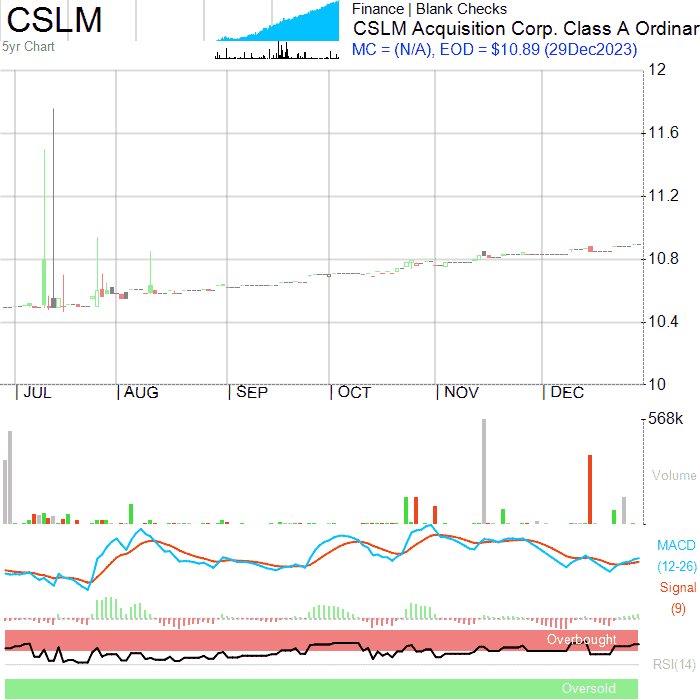 CSLM
5yr Chart
Finance | Blank Checks
CSLM Acquisition Corp. Class A Ordinar
MC = (N/A), EOD = $10.89 (29Dec2023)
12
11.6
11.2
10.8
10.4
10
| JUL | AUG | SEP | OCT | NOV | DEC
568k
Volume
MACD
(12-26)
Signal
(9)
Overbought
RSI(14)
Oversold